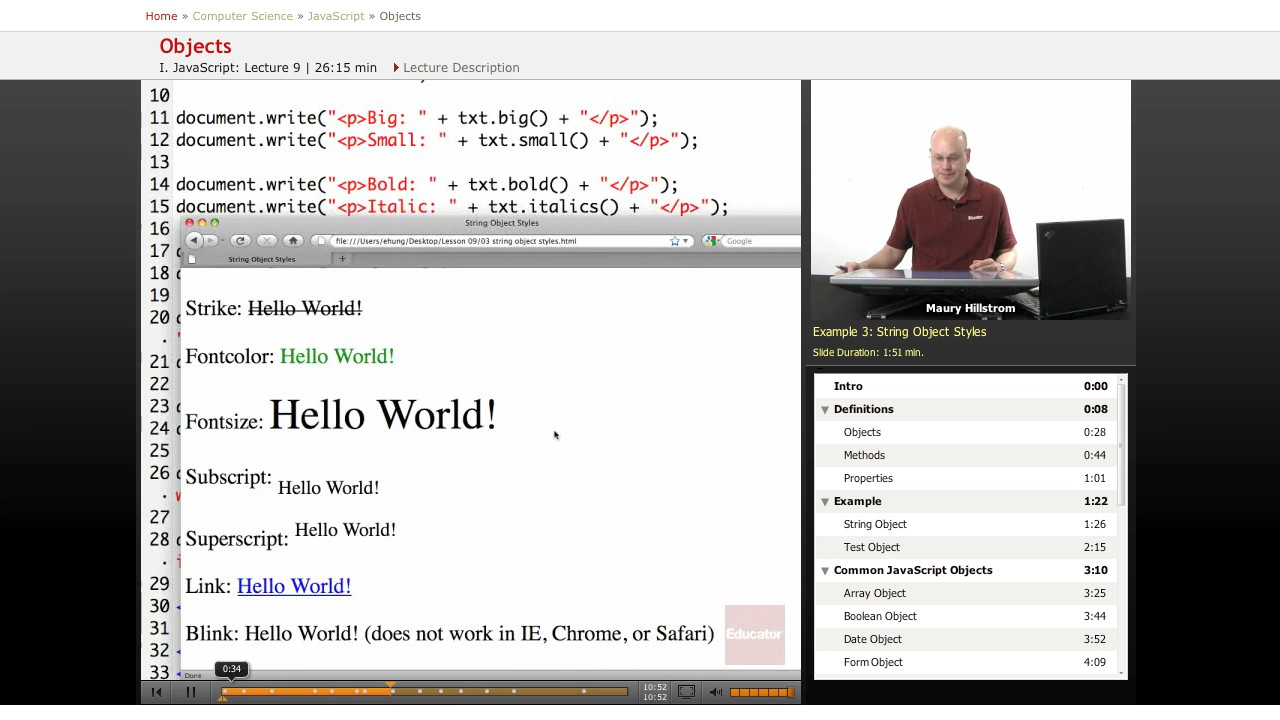 Home » Computer Science » JavaScript » Objects
Objects
I. JavaScript: Lecture 9 | 26:15 min
Lecture Description
10
11 document.write("<p>Big: " + txt.big() + "</p>");
12 document.write("<p>Small: " + txt.small() + "</p>");
13
14 document.write("<p>Bold: " + txt.bold() + "</p>");
15 document.write("<p>Italic: " + txt.italics() + "</p>");
16
17
18
19
20
21
22
23
24
25
26
27
28
29
30
31
32
33
String Object Styles
file:///Users/ehung/Desktop/Lesson 09/03 string object styles.html
Google
String Object Styles
+
Strike: Hello World!
Fontcolor: Hello World!
Fontsize: Hello World!
Subscript: Hello World!
Superscript: Hello World!
Link: Hello World!
Blink: Hello World! (does not work in IE, Chrome, or Safari)
Educator
Done
0:34
10:52
10:52
Maury Hillstrom
Example 3: String Object Styles
Slide Duration: 1:51 min.
Intro 0:00
Definitions 0:08
Objects 0:28
Methods 0:44
Properties 1:01
Example 1:22
String Object 1:26
Test Object 2:15
Common JavaScript Objects 3:10
Array Object 3:25
Boolean Object 3:44
Date Object 3:52
Form Object 4:09